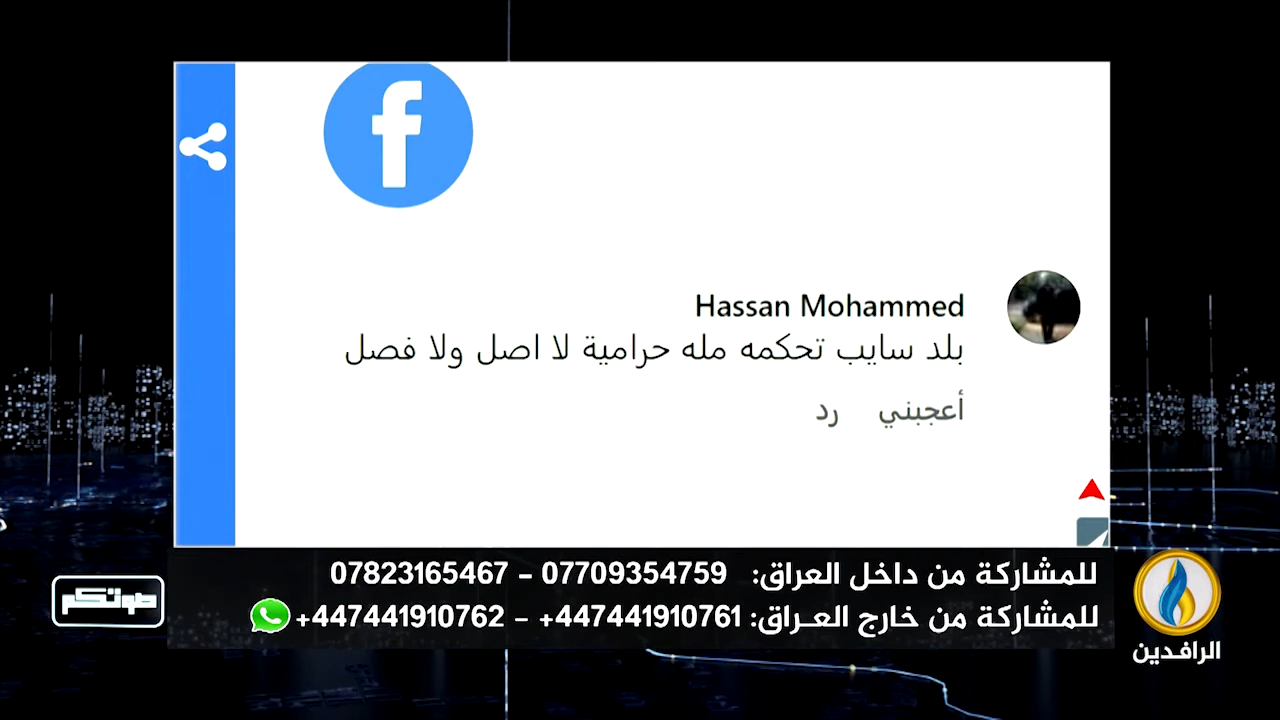 Hassan Mohammed
بلد سايب تحكمه مله حرامية لا اصل ولا فصل
أعجبني رد
للمشاركة من داخل العراق: 07709354759 - 07823165467
للمشاركة من خارج العراق: +447441910761 - +447441910762
صوتكم
الرافدين